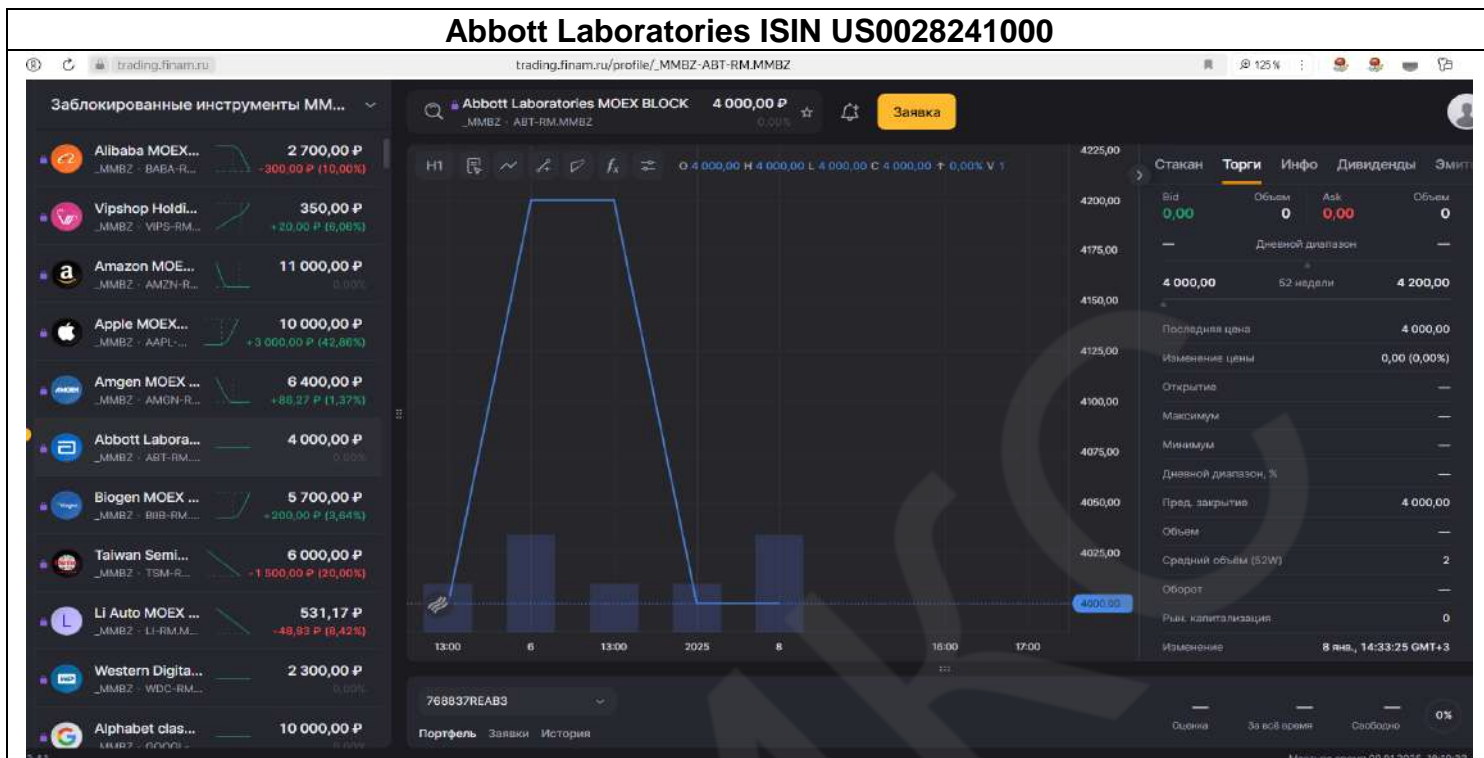 Abbott Laboratories ISIN US0028241000
trading.finam.ru
trading.finam.ru/profile/_MMBZ-ABT-RM.MMBZ
125 %
Заблокированные инструменты ММ...
Abbott Laboratories MOEX BLOCK 4 000,00 ₽
_MMBZ · ABT-RM.MMBZ 0,00%
Заявка
Alibaba MOEX... 2 700,00 ₽
_MMBZ · BABA-R... -300,00 ₽ (10,00%)
Vipshop Holdi... 350,00 ₽
_MMBZ · VIPS-RM... +20,00 ₽ (6,06%)
Amazon MOE... 11 000,00 ₽
_MMBZ · AMZN-R... 0,00%
Apple MOEX... 10 000,00 ₽
_MMBZ · AAPL-... +3 000,00 ₽ (42,86%)
Amgen MOEX ... 6 400,00 ₽
_MMBZ · AMGN-R... +86,27 ₽ (1,37%)
Abbott Labora... 4 000,00 ₽
_MMBZ · ABT-RM.... 0,00%
Biogen MOEX ... 5 700,00 ₽
_MMBZ · BIIB-RM.... +200,00 ₽ (3,64%)
Taiwan Semi... 6 000,00 ₽
_MMBZ · TSM-R... -1 500,00 ₽ (20,00%)
Li Auto MOEX ... 531,17 ₽
_MMBZ · LI-RM.M... -48,83 ₽ (8,42%)
Western Digita... 2 300,00 ₽
_MMBZ · WDC-RM... 0,00%
Alphabet clas... 10 000,00 ₽
H1
O 4 000,00 H 4 000,00 L 4 000,00 C 4 000,00 + 0,00% V 1
4225,00
4200,00
4175,00
4150,00
4125,00
4100,00
4075,00
4050,00
4025,00
4000,00
13:00 6 13:00 2025 8 16:00 17:00
Стакан Торги Инфо Дивиденды Эмит
Bid Объем Ask Объем
0,00 0 0,00 0
— Дневной диапазон —
4 000,00 52 недели 4 200,00
Последняя цена 4 000,00
Изменение цены 0,00 (0,00%)
Открытие —
Максимум —
Минимум —
Дневной диапазон, % —
Пред. закрытие 4 000,00
Объем —
Средний объём (52W) 2
Оборот —
Рын. капитализация 0
Изменение 8 янв., 14:33:25 GMT+3
768837REAB3
Портфель Заявки История
Оценка За всё время Свободно 0%